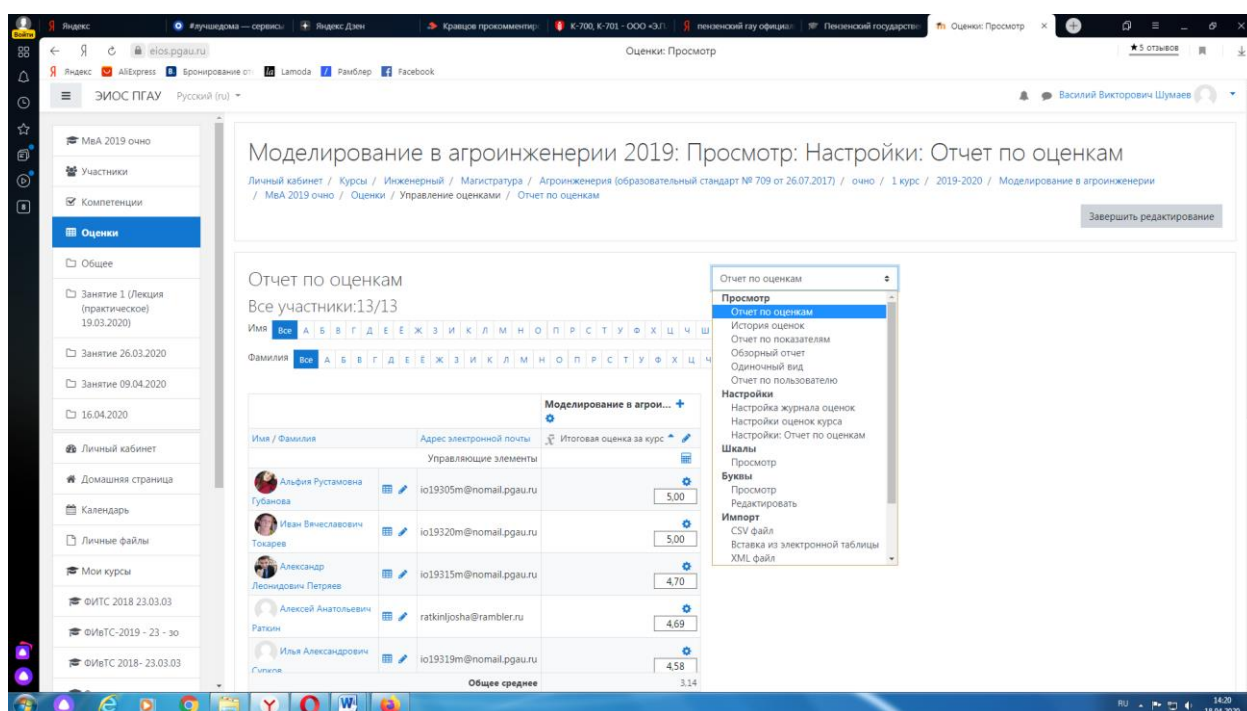 Яндекс
#лучшедома — сервисы
Яндекс.Дзен
Кравцов прокомментир
К-700, К-701 - ООО «Э.П.
пензенский гау официал
Пензенский государстве
Оценки: Просмотр
Войти
eios.pgau.ru
Оценки: Просмотр
★ 5 отзывов
Яндекс
AliExpress
Бронирование от
Lamoda
Рамблер
Facebook
ЭИОС ПГАУ
Русский (ru)
Василий Викторович Шумаев
МвА 2019 очно
Участники
Компетенции
Оценки
Общее
Занятие 1 (Лекция
(практическое)
19.03.2020)
Занятие 26.03.2020
Занятие 09.04.2020
16.04.2020
Личный кабинет
Домашняя страница
Календарь
Личные файлы
Мои курсы
ФИТС 2018 23.03.03
ФИвТС-2019 - 23 - зо
ФИвТС 2018- 23.03.03
Моделирование в агроинженерии 2019: Просмотр: Настройки: Отчет по оценкам
Личный кабинет / Курсы / Инженерный / Магистратура / Агроинженерия (образовательный стандарт № 709 от 26.07.2017) / очно / 1 курс / 2019-2020 / Моделирование в агроинженерии
/ МвА 2019 очно / Оценки / Управление оценками / Отчет по оценкам
Завершить редактирование
Отчет по оценкам
Все участники:13/13
Имя Все А Б В Г Д Е Ё Ж З И К Л М Н О П Р С Т У Ф Х Ц Ч Ш
Фамилия Все А Б В Г Д Е Ё Ж З И К Л М Н О П Р С Т У Ф Х Ц Ч
Отчет по оценкам
Просмотр
Отчет по оценкам
История оценок
Отчет по показателям
Обзорный отчет
Одиночный вид
Отчет по пользователю
Настройки
Настройка журнала оценок
Настройки оценок курса
Настройки: Отчет по оценкам
Шкалы
Просмотр
Буквы
Просмотр
Редактировать
Импорт
CSV файл
Вставка из электронной таблицы
XML файл
Моделирование в агрои...
Имя / Фамилия
Адрес электронной почты
Итоговая оценка за курс
Управляющие элементы
Альфия Рустамовна
Губанова
io19305m@nomail.pgau.ru
5,00
Иван Вячеславович
Токарев
io19320m@nomail.pgau.ru
5,00
Александр
Леонидович Петряев
io19315m@nomail.pgau.ru
4,70
Алексей Анатольевич
Раткин
ratkinljosha@rambler.ru
4,69
Илья Александрович
Супков
io19319m@nomail.pgau.ru
4,58
Общее среднее
3,14
RU
14:20
18.04.2020